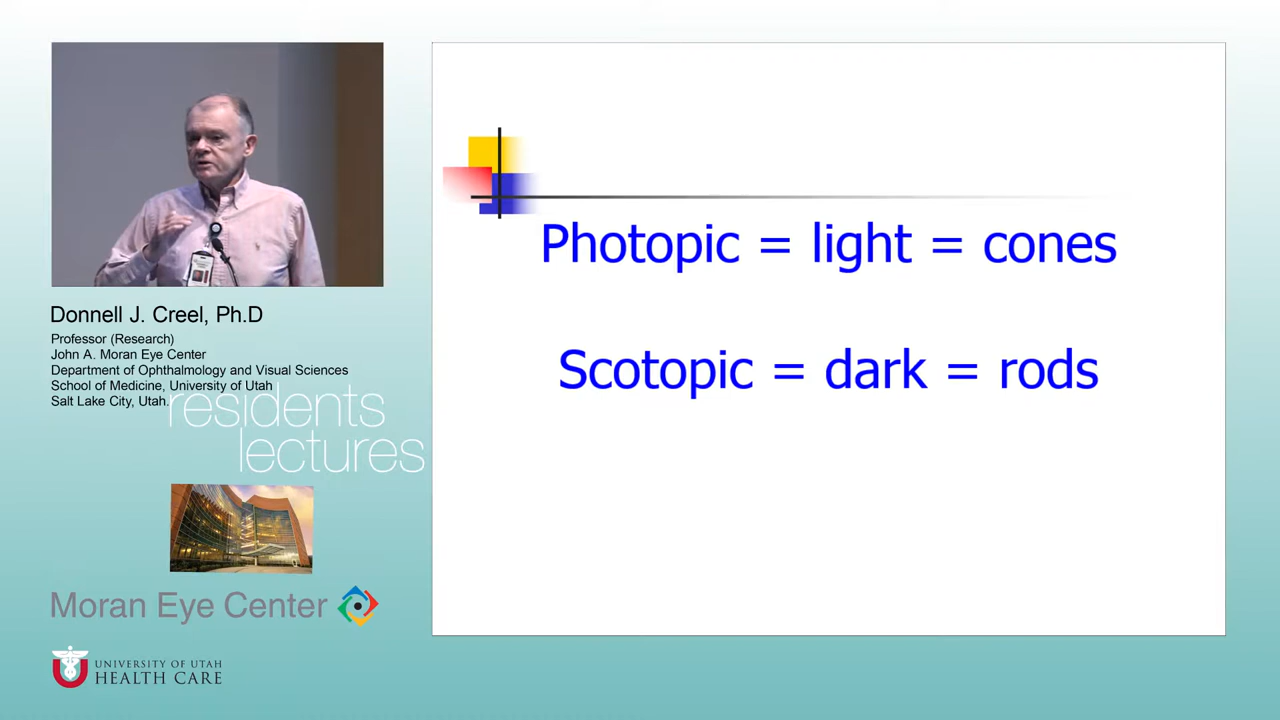 Photopic = light = cones
Scotopic = dark = rods
Donnell J. Creel, Ph.D
Professor (Research)
John A. Moran Eye Center
Department of Ophthalmology and Visual Sciences
School of Medicine, University of Utah
Salt Lake City, Utah.
residents
lectures
Moran Eye Center
UNIVERSITY OF UTAH
HEALTH CARE